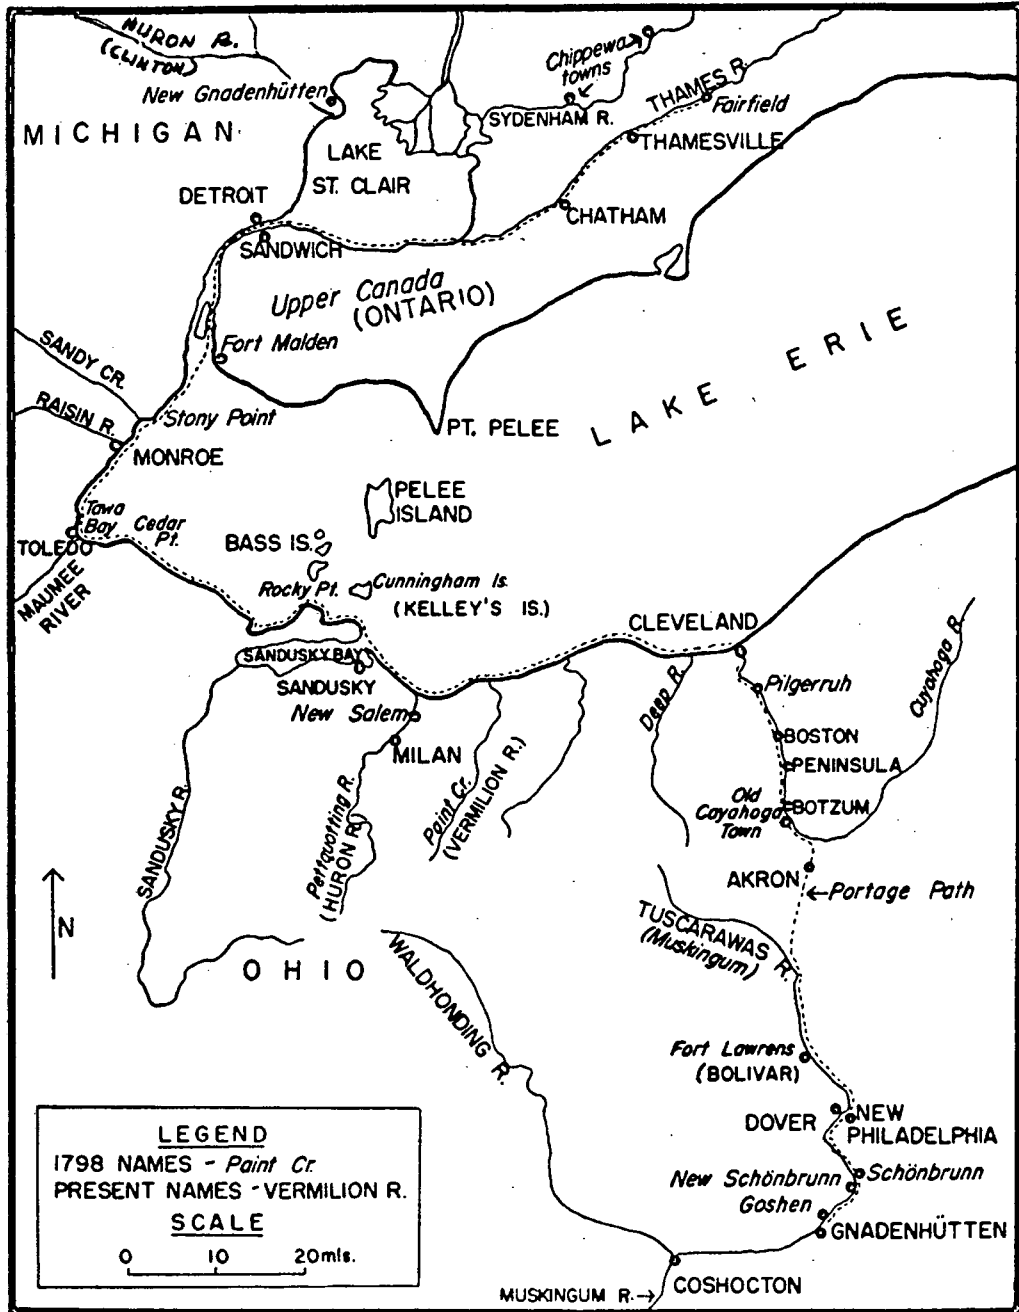 HURON R.
(CLINTON)
New Gnadenhütten
MICHIGAN
Chippewa
towns
SYDENHAM R.
THAMES R.
Fairfield
THAMESVILLE
LAKE
ST. CLAIR
DETROIT
SANDWICH
CHATHAM
Upper Canada
(ONTARIO)
Fort Malden
LAKE ERIE
SANDY CR.
RAISIN R.
Stony Point
MONROE
PT. PELEE
PELEE
ISLAND
Tawa
Bay
Cedar
Pt.
TOLEDO
MAUMEE
RIVER
BASS IS.
Rocky Pt.
Cunningham Is.
(KELLEY'S IS.)
CLEVELAND
SANDUSKY BAY
SANDUSKY
New Salem
MILAN
Deep R.
Pilgerruh
Cuyahoga R.
BOSTON
PENINSULA
BOTZUM
Old
Cayahoga
Town
SANDUSKY R.
Pettquotting R.
(HURON R.)
Paint Cr.
(VERMILION R.)
AKRON
←Portage Path
N
TUSCARAWAS R.
(Muskingum)
OHIO
WALDHONDING R.
Fort Lawrens
(BOLIVAR)
DOVER
NEW
PHILADELPHIA
New Schönbrunn
Schönbrunn
Goshen
GNADENHÜTTEN
COSHOCTON
MUSKINGUM R.→
LEGEND
1798 NAMES - Paint Cr.
PRESENT NAMES - VERMILION R.
SCALE
0 10 20mls.